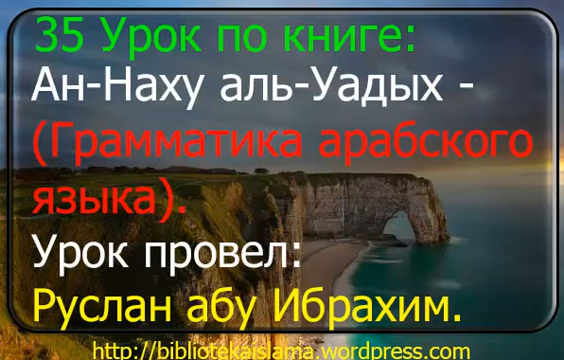 35 Урок по книге:
Ан-Наху аль-Уадых -
(Грамматика арабского
языка).
Урок провел:
Руслан абу Ибрахим.
http://bibliotekaislama.wordpress.com